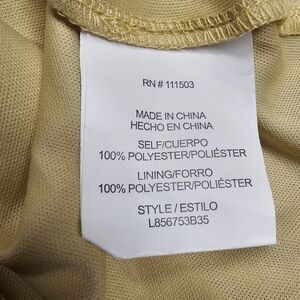 RN # 111503
MADE IN CHINA
HECHO EN CHINA
SELF/CUERPO
100% POLYESTER/POLIÉSTER
LINING/FORRO
100% POLYESTER/POLIÉSTER
STYLE / ESTILO
L856753B35